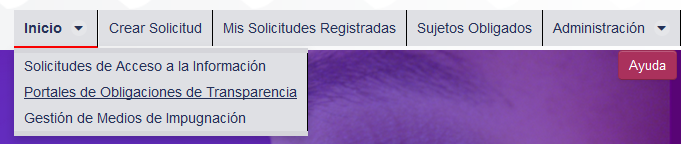 Inicio Crear Solicitud Mis Solicitudes Registradas Sujetos Obligados Administración
Solicitudes de Acceso a la Información
Ayuda
Portales de Obligaciones de Transparencia
Gestión de Medios de Impugnación